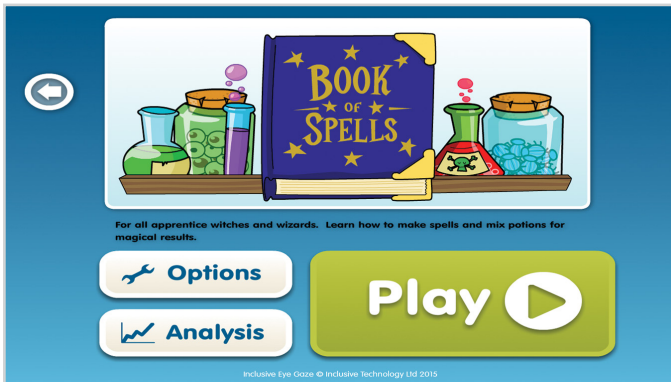 BOOK
OF
SPELLS
For all apprentice witches and wizards.  Learn how to make spells and mix potions for
magical results.
Options
Play
Analysis
Inclusive Eye Gaze © Inclusive Technology Ltd 2015